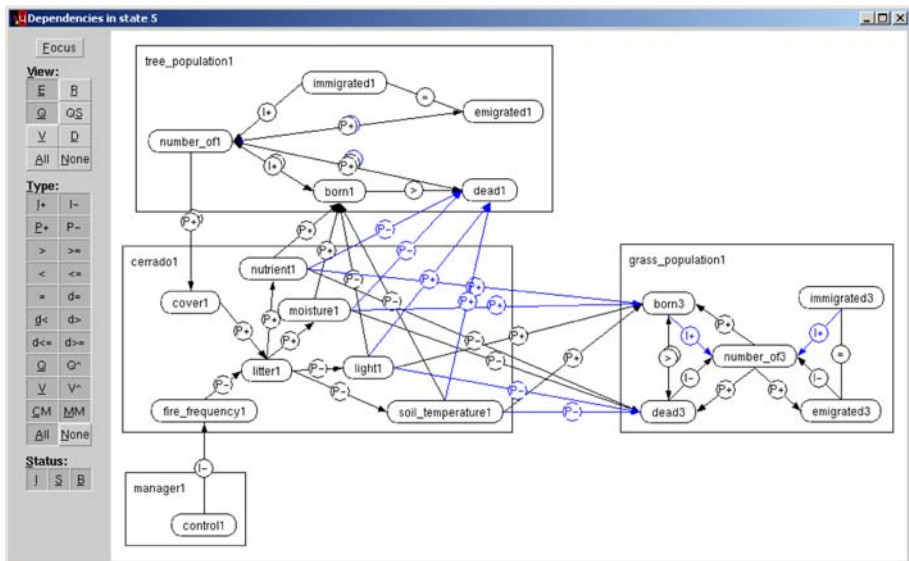 Dependencies in state 5
Focus
View:
E R
Q QS
V D
All None
Type:
I+ I-
P+ P-
> >=
< <=
= d=
d< d>
d<= d>=
Q Q^
V V^
CM MM
All None
Status:
I S B
tree_population1
immigrated1
I+
=
emigrated1
P+
number_of1
P+
I+
born1
>
dead1
P+
cerrado1
nutrient1
P+
P-
P-
P-
P+
cover1
moisture1
P+
P+
P+
P+
P+
P+
P-
P-
litter1
P-
light1
P+
P-
P-
P+
fire_frequency1
soil_temperature1
P-
I-
manager1
control1
grass_population1
born3
immigrated3
I+
P+
I+
>
number_of3
=
I-
I-
P+
P+
dead3
emigrated3